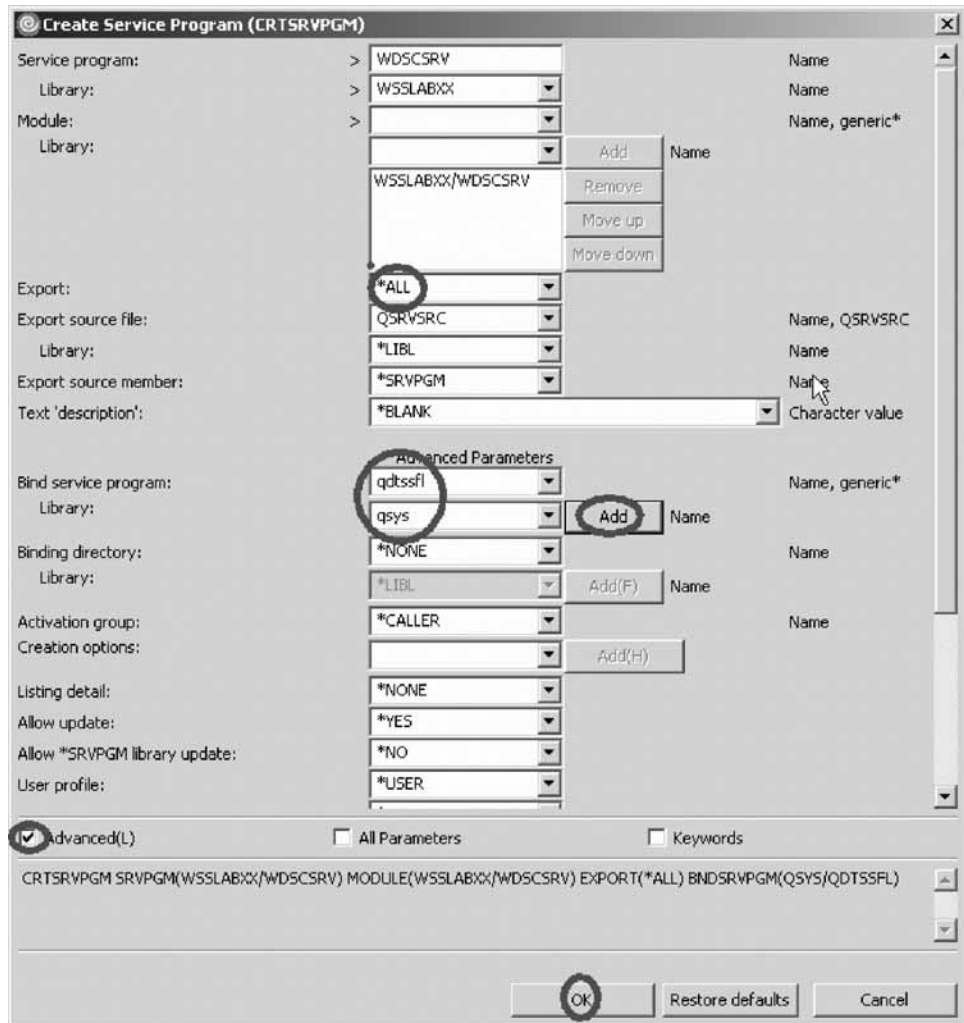 Create Service Program (CRTSRVPGM)
Service program: > WDSCSRV Name
Library: > WSSLABXX Name
Module: > Name, generic*
Library: Add Name
WSSLABXX/WDSCSRV Remove
Move up
Move down
Export: *ALL
Export source file: QSRVSRC Name, QSRVSRC
Library: *LIBL Name
Export source member: *SRVPGM Name
Text 'description': *BLANK Character value
Advanced Parameters
Bind service program: qdtssfl Name, generic*
Library: qsys Add Name
Binding directory: *NONE Name
Library: *LIBL Add(F) Name
Activation group: *CALLER Name
Creation options: Add(H)
Listing detail: *NONE
Allow update: *YES
Allow *SRVPGM library update: *NO
User profile: *USER
Advanced(L) All Parameters Keywords
CRTSRVPGM SRVPGM(WSSLABXX/WDSCSRV) MODULE(WSSLABXX/WDSCSRV) EXPORT(*ALL) BNDSRVPGM(QSYS/QDTSSFL)
OK Restore defaults Cancel